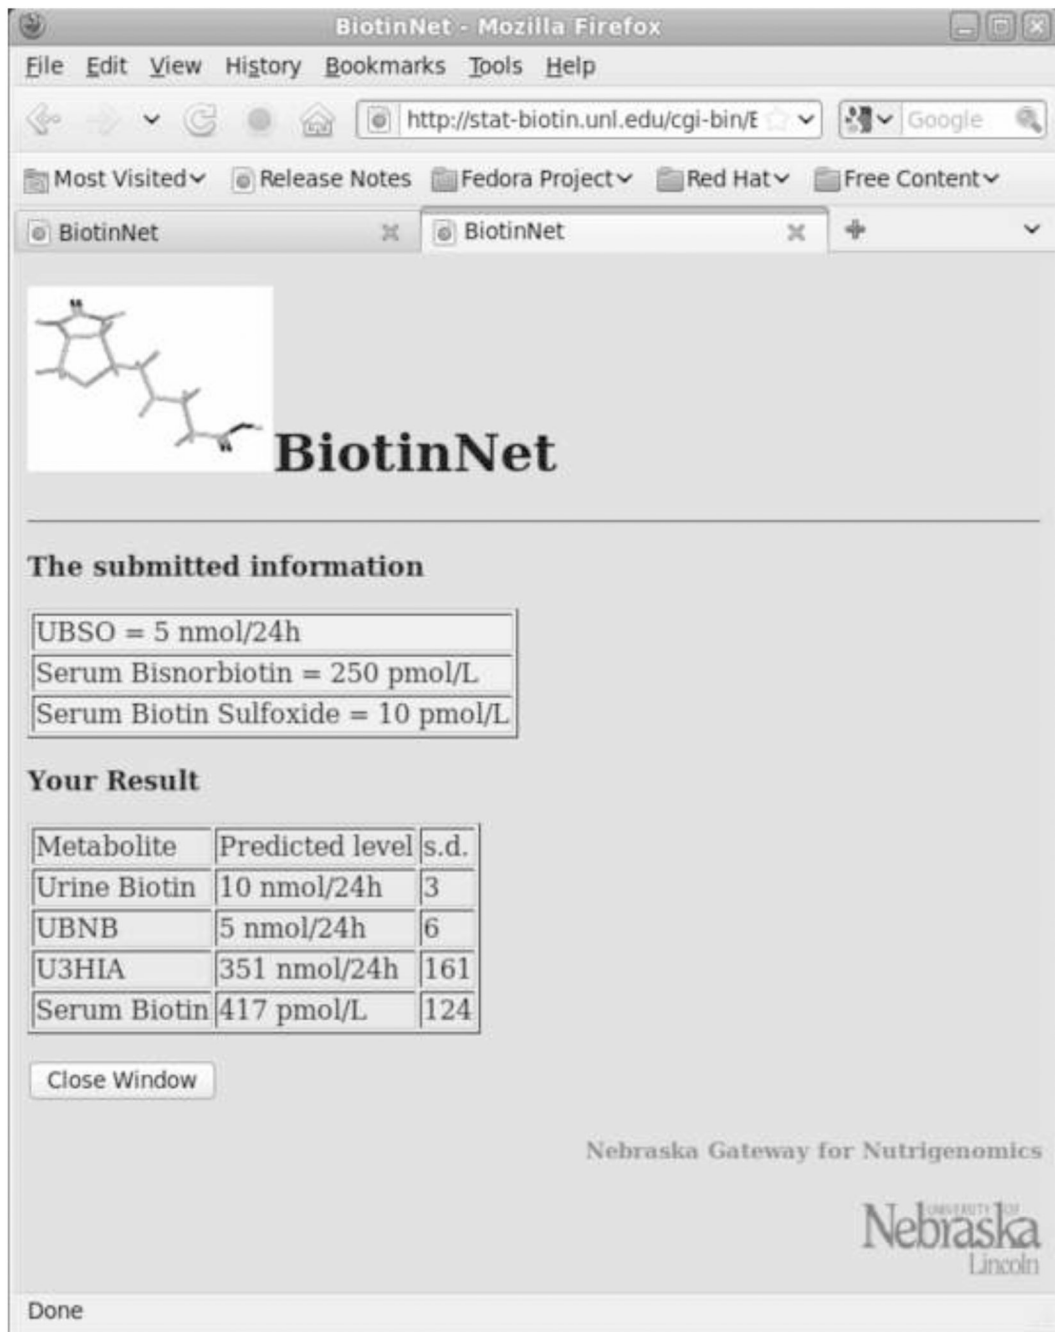 BiotinNet - Mozilla Firefox
File Edit View History Bookmarks Tools Help
http://stat-biotin.unl.edu/cgi-bin/E Google
Most Visited Release Notes Fedora Project Red Hat Free Content
BiotinNet BiotinNet
BiotinNet
The submitted information
UBSO = 5 nmol/24h
Serum Bisnorbiotin = 250 pmol/L
Serum Biotin Sulfoxide = 10 pmol/L
Your Result
Metabolite Predicted level s.d.
Urine Biotin 10 nmol/24h 3
UBNB 5 nmol/24h 6
U3HIA 351 nmol/24h 161
Serum Biotin 417 pmol/L 124
Close Window
Nebraska Gateway for Nutrigenomics
UNIVERSITY OF
Nebraska
Lincoln
Done